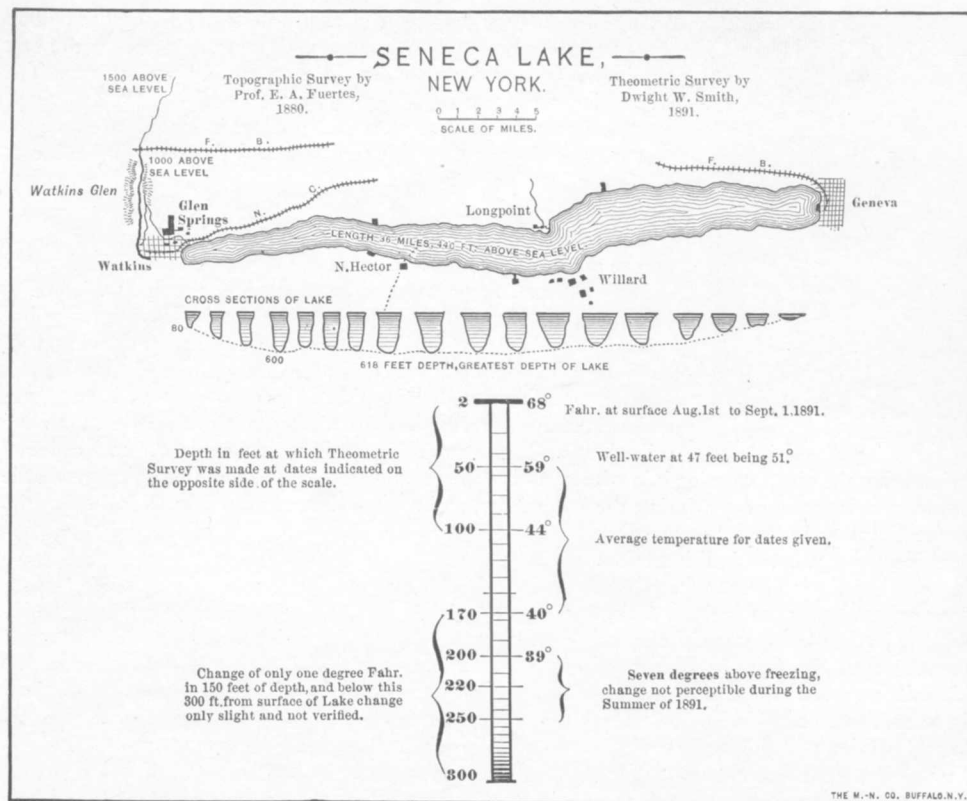 SENECA LAKE,
NEW YORK.
Topographic Survey by
Prof. E. A. Fuertes,
1880.
Theometric Survey by
Dwight W. Smith,
1891.
0 1 2 3 4 5
SCALE OF MILES.
1500 ABOVE
SEA LEVEL
F. B.
1000 ABOVE
SEA LEVEL
F. B.
Watkins Glen
Glen
Springs
N. C.
Longpoint
Geneva
LENGTH 36 MILES, 440 FT. ABOVE SEA LEVEL
Watkins
N. Hector
Willard
CROSS SECTIONS OF LAKE
80
600
618 FEET DEPTH, GREATEST DEPTH OF LAKE
2 68°
Fahr. at surface Aug. 1st to Sept. 1. 1891.
Depth in feet at which Theometric
Survey was made at dates indicated on
the opposite side of the scale.
50 59°
Well-water at 47 feet being 51°.
100 44°
Average temperature for dates given.
170 40°
200 39°
Change of only one degree Fahr.
in 150 feet of depth, and below this
300 ft. from surface of Lake change
only slight and not verified.
220
250
300
Seven degrees above freezing,
change not perceptible during the
Summer of 1891.
THE M.-N. CO. BUFFALO. N.Y.